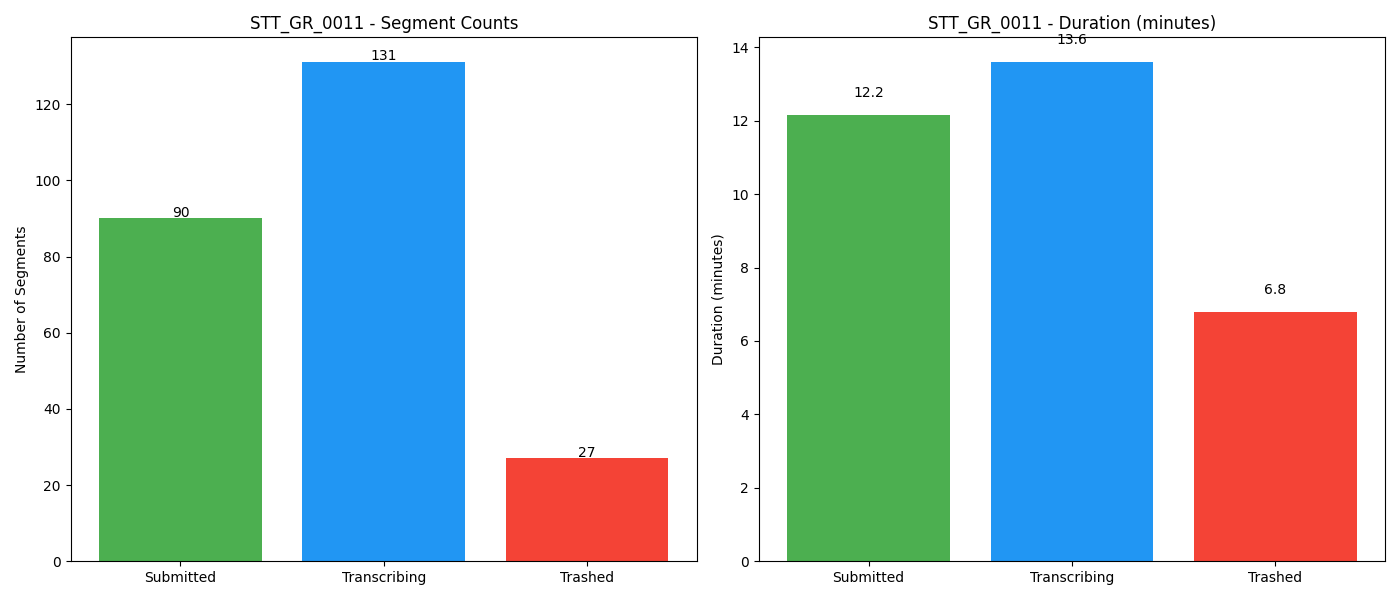 STT_GR_0011 - Segment Counts
Number of Segments
0
20
40
60
80
100
120
90
131
27
Submitted
Transcribing
Trashed
STT_GR_0011 - Duration (minutes)
Duration (minutes)
0
2
4
6
8
10
12
14
12.2
13.6
6.8
Submitted
Transcribing
Trashed